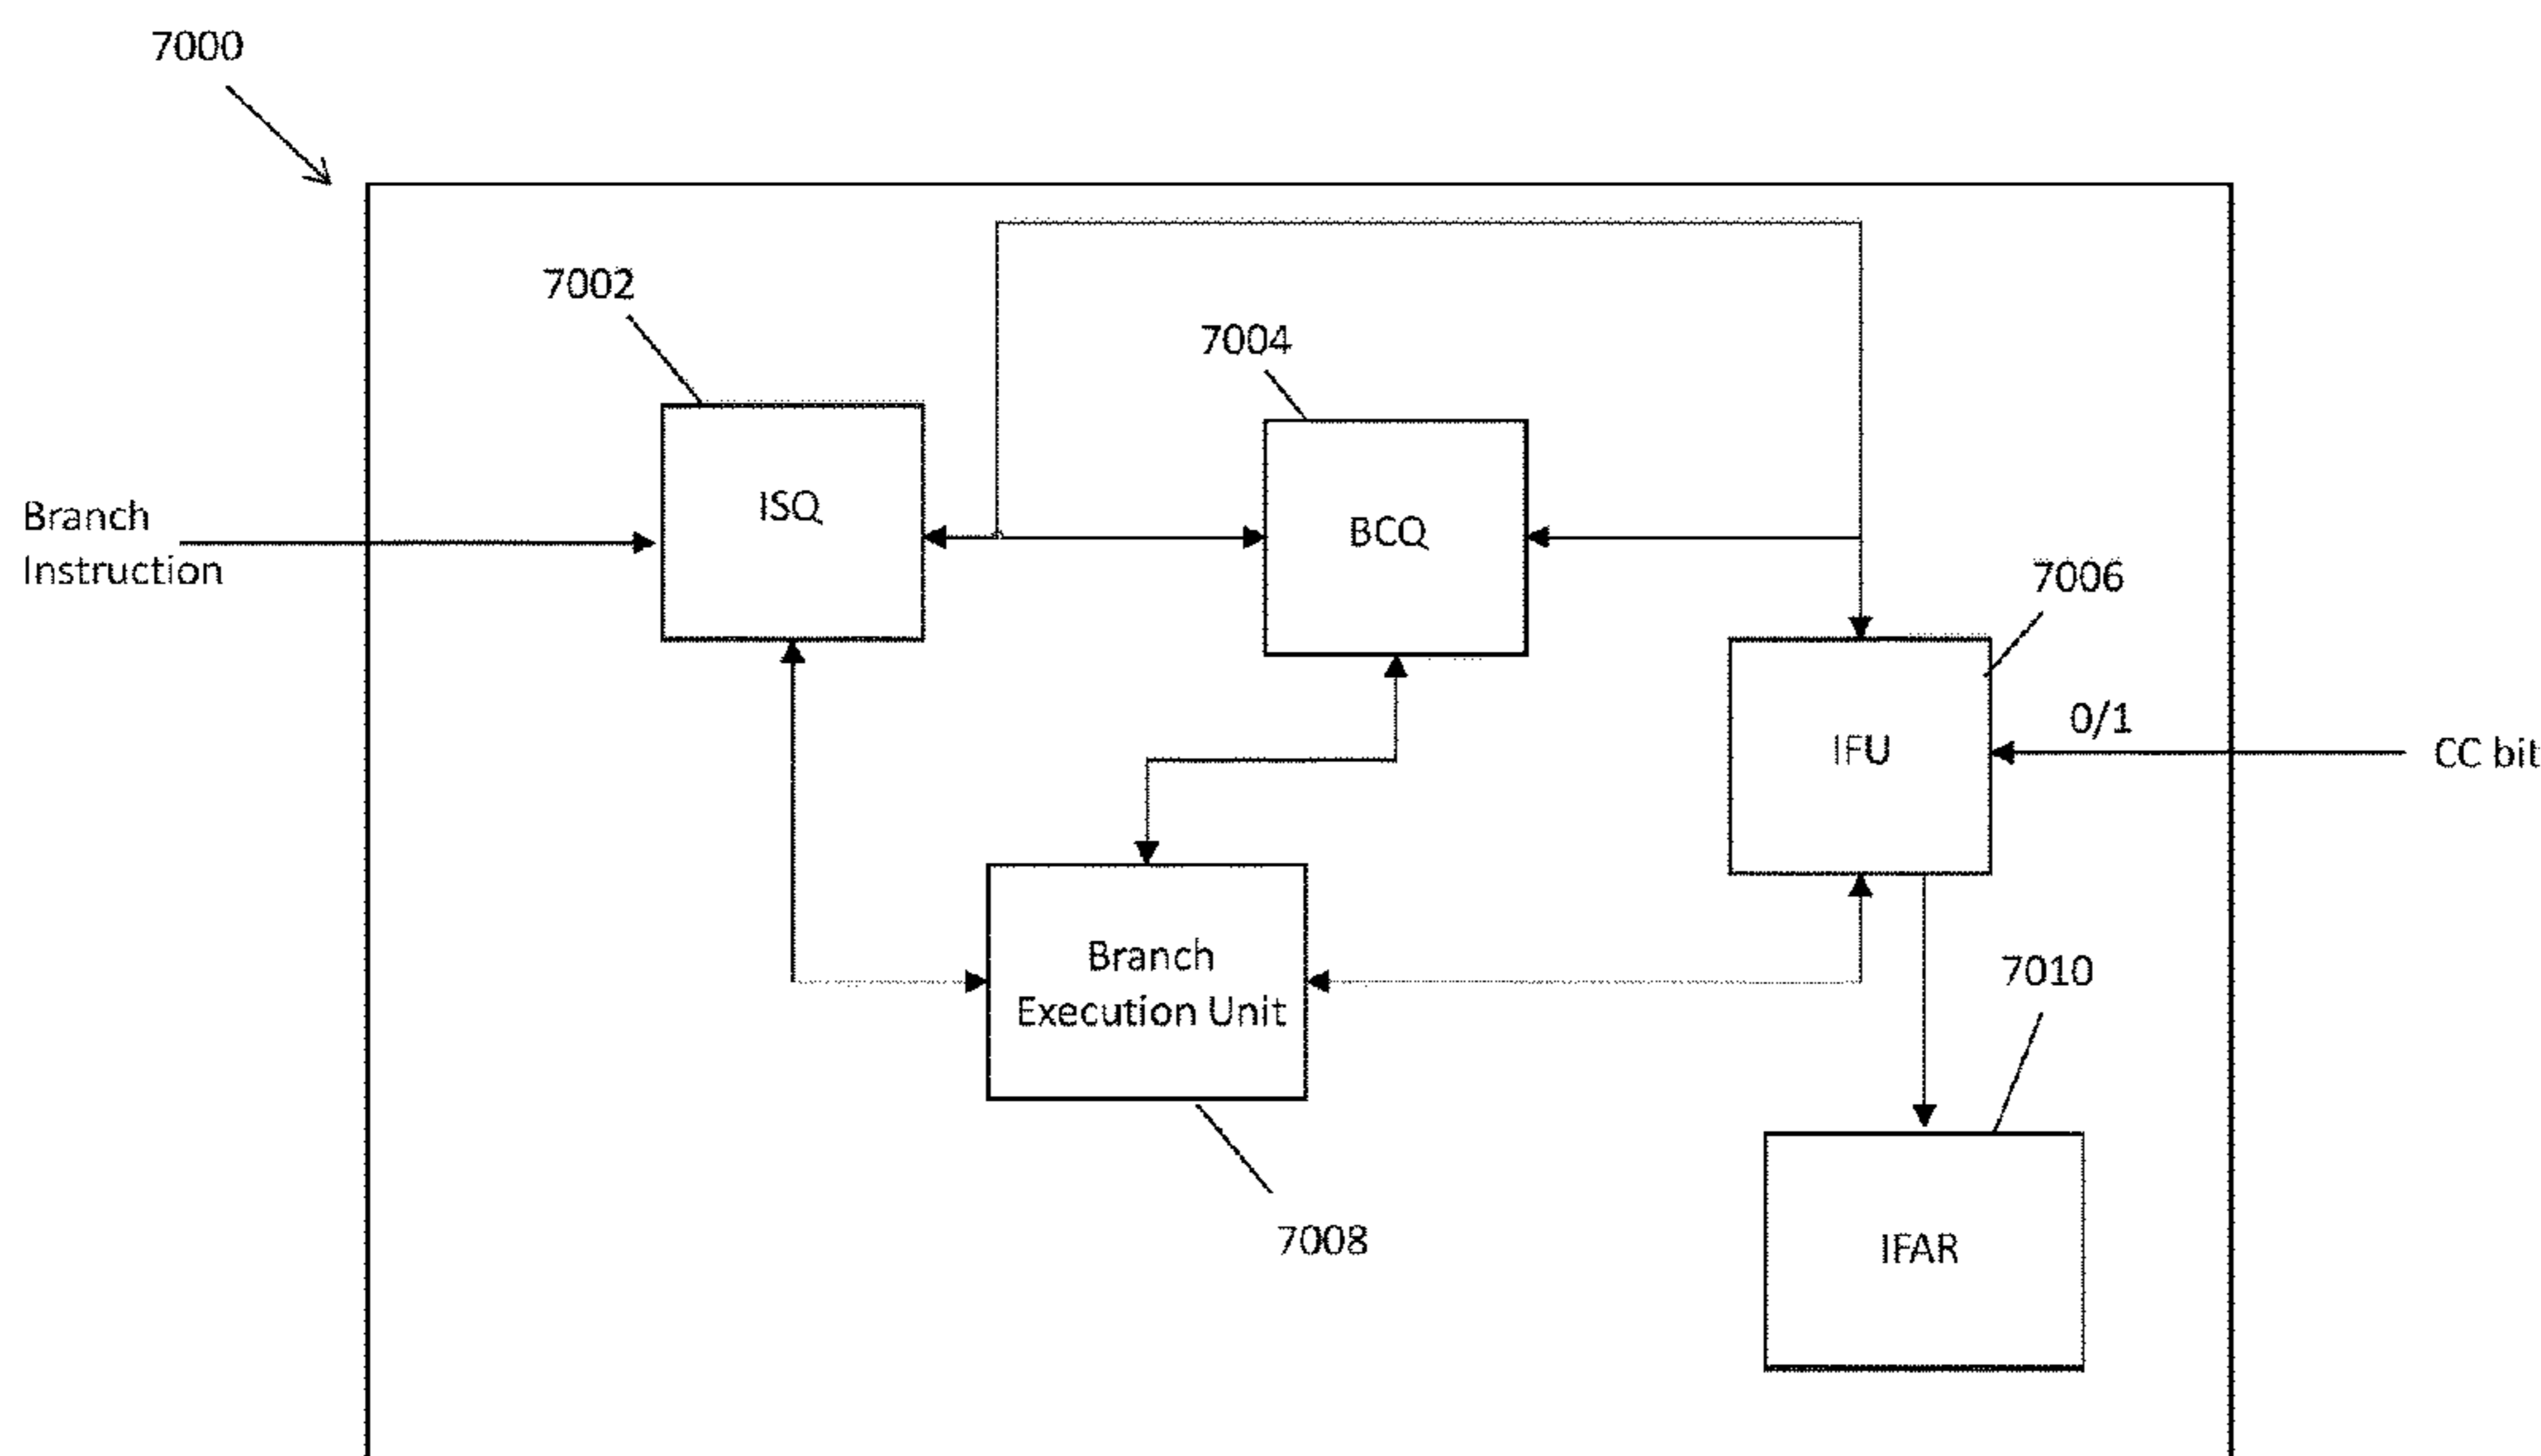 7000
7002
7004
ISQ
BCQ
Branch
Instruction
7006
0/1
IFU
CC bit
Branch
Execution Unit
7010
7008
IFAR